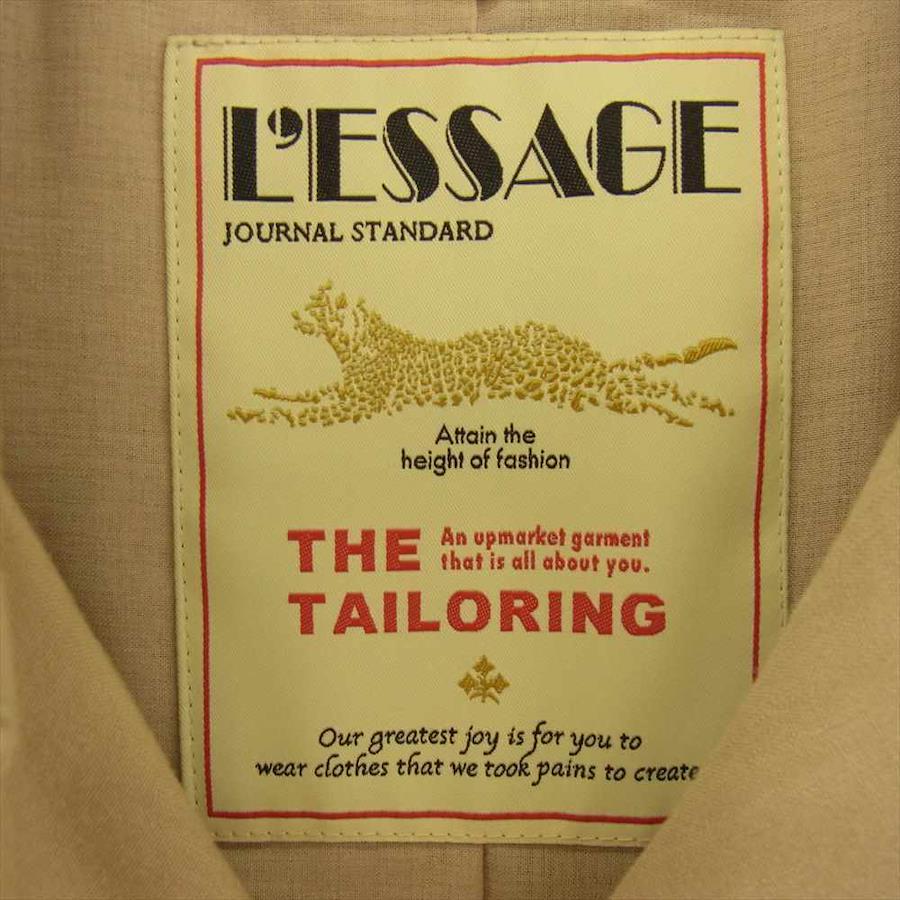 L'ESSAGE
JOURNAL STANDARD
Attain the
height of fashion
THE An upmarket garment
that is all about you.
TAILORING
Our greatest joy is for you to
wear clothes that we took pains to create